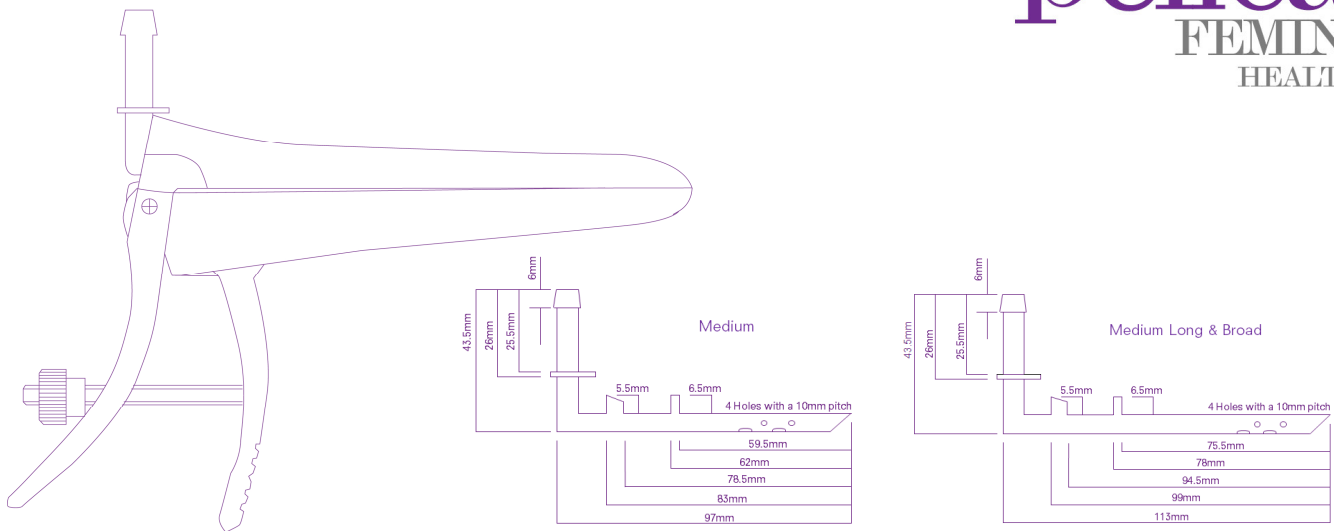 FEMIN
HEALT
Medium
6mm
43.5mm
26mm
25.5mm
5.5mm
6.5mm
4 Holes with a 10mm pitch
59.5mm
62mm
78.5mm
83mm
97mm
Medium Long & Broad
6mm
43.5mm
26mm
25.5mm
5.5mm
6.5mm
4 Holes with a 10mm pitch
75.5mm
78mm
94.5mm
99mm
113mm